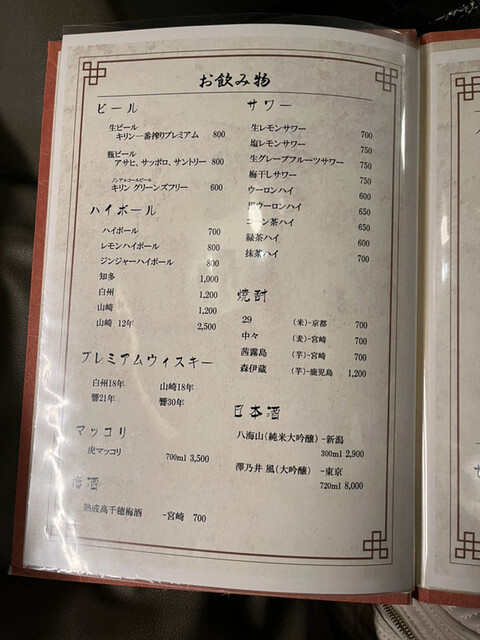 お飲み物
ビール
生ビール
キリン一番搾りプレミアム 800
瓶ビール
アサヒ、サッポロ、サントリー 800
ノンアルコールビール
キリン グリーンズフリー 600
ハイボール
ハイボール 700
レモンハイボール 800
ジンジャーハイボール 800
知多 1,000
白州 1,200
山崎 1,200
山崎 12年 2,500
プレミアムウィスキー
白州18年 山崎18年
響21年 響30年
マッコリ
虎マッコリ
700ml 3,500
梅酒
熟成高千穂梅酒 -宮崎 700
サワー
生レモンサワー 700
塩レモンサワー 750
生グレープフルーツサワー 750
梅干しサワー 750
ウーロンハイ 600
ウーロンハイ 650
ーン茶ハイ 650
緑茶ハイ 600
抹茶ハイ 700
焼酎
29 (米)-京都 700
中々 (麦)-宮崎 700
茜霧島 (芋)-宮崎 700
森伊蔵 (芋)-鹿児島 1,200
日本酒
八海山(純米大吟醸) -新潟
300ml 2,900
澤乃井 凰(大吟醸) -東京
720ml 8,000